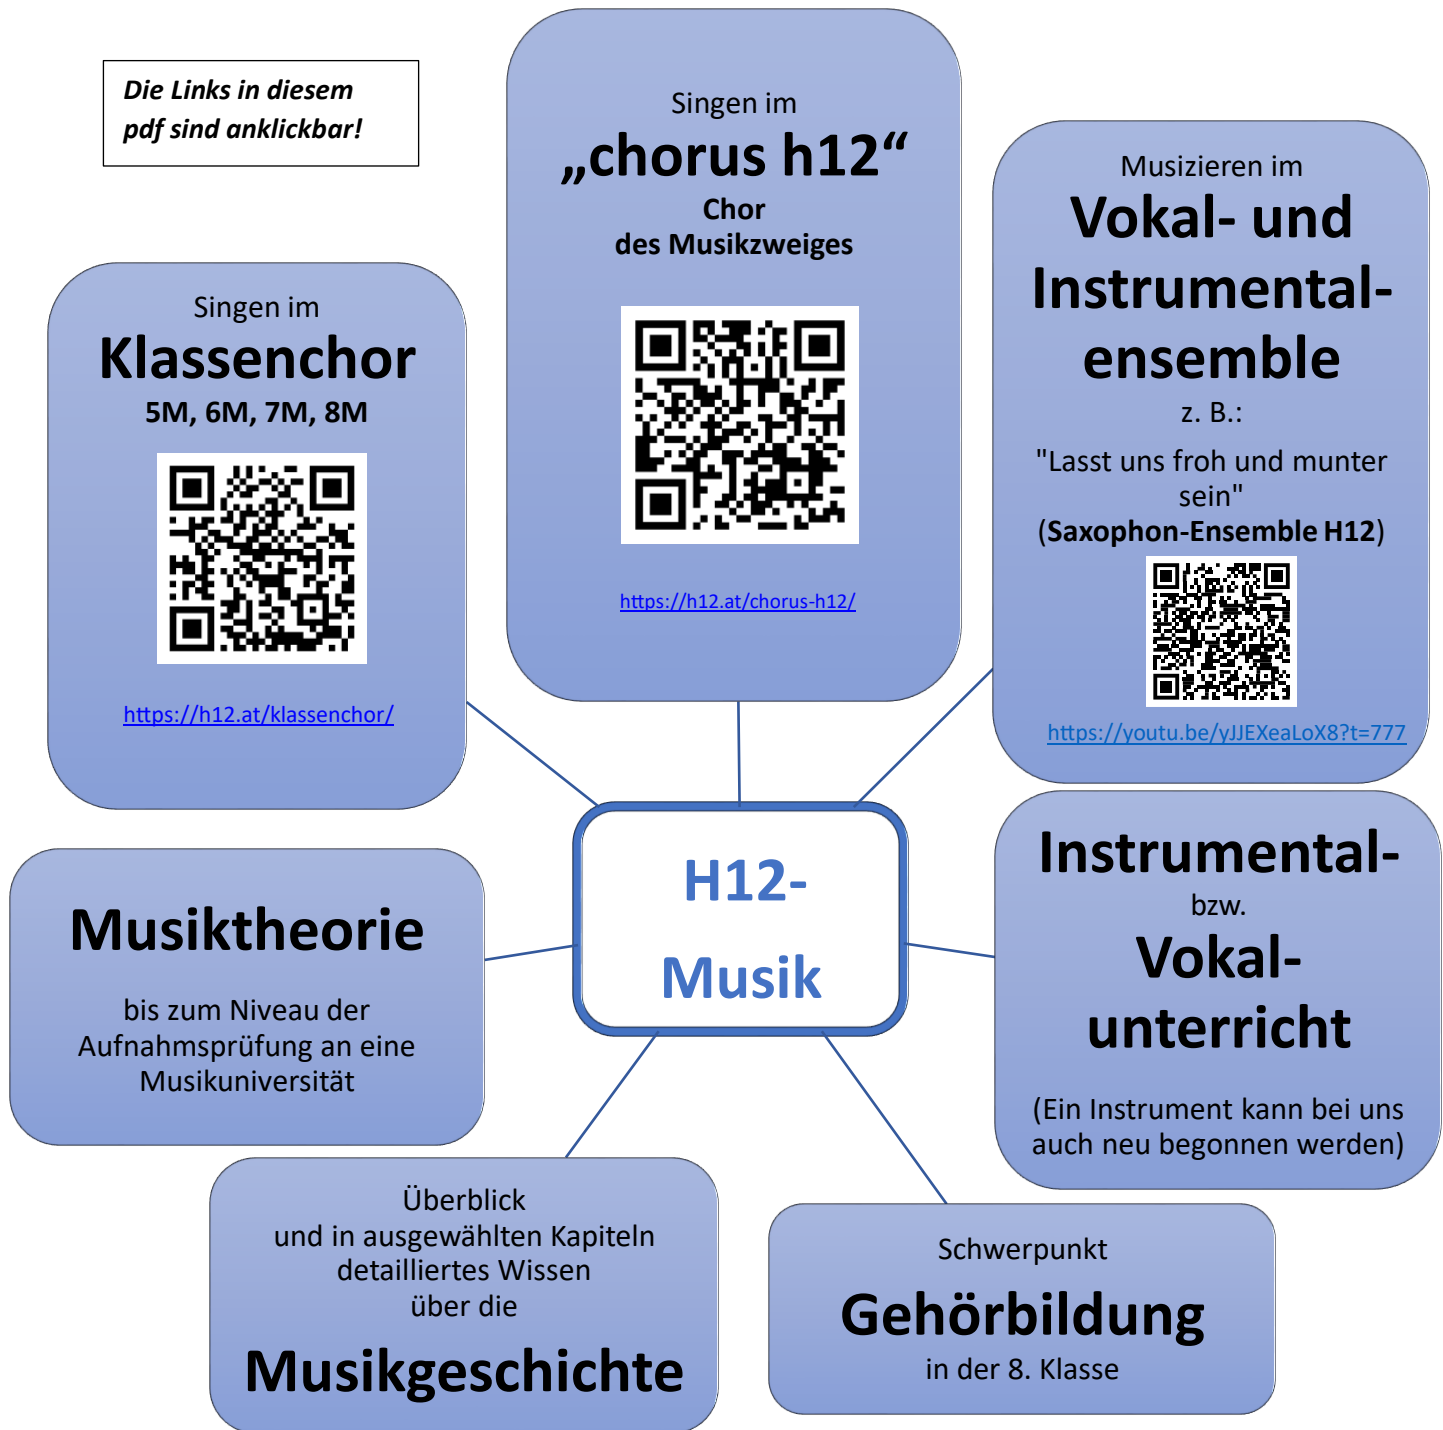 Die Links in diesem
pdf sind anklickbar!
Singen im
„chorus h12“
Chor
des Musikzweiges
https://h12.at/chorus-h12/
Musizieren im
Vokal- und
Instrumental-
ensemble
z. B.:
"Lasst uns froh und munter
sein"
(Saxophon-Ensemble H12)
https://youtu.be/yJJEXeaLoX8?t=777
Singen im
Klassenchor
5M, 6M, 7M, 8M
https://h12.at/klassenchor/
H12-
Musik
Instrumental-
bzw.
Vokal-
unterricht
(Ein Instrument kann bei uns
auch neu begonnen werden)
Musiktheorie
bis zum Niveau der
Aufnahmsprüfung an eine
Musikuniversität
Überblick
und in ausgewählten Kapiteln
detailliertes Wissen
über die
Musikgeschichte
Schwerpunkt
Gehörbildung
in der 8. Klasse